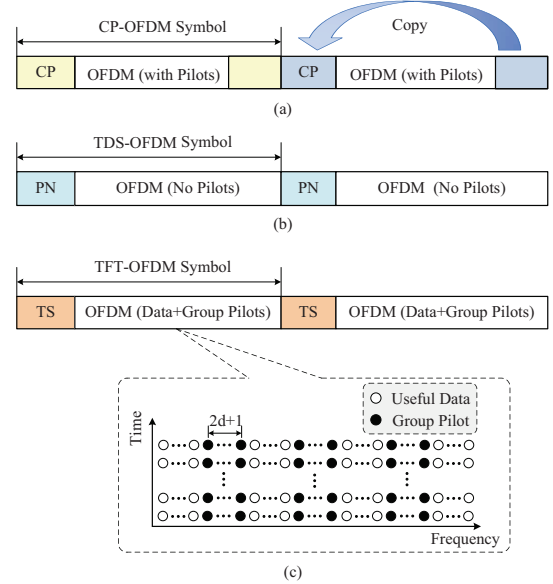 CP-OFDM Symbol
Copy
CP OFDM (with Pilots) CP OFDM (with Pilots)
(a)
TDS-OFDM Symbol
PN OFDM (No Pilots) PN OFDM (No Pilots)
(b)
TFT-OFDM Symbol
TS OFDM (Data+Group Pilots) TS OFDM (Data+Group Pilots)
Useful Data
Group Pilot
2d+1
Time
Frequency
(c)